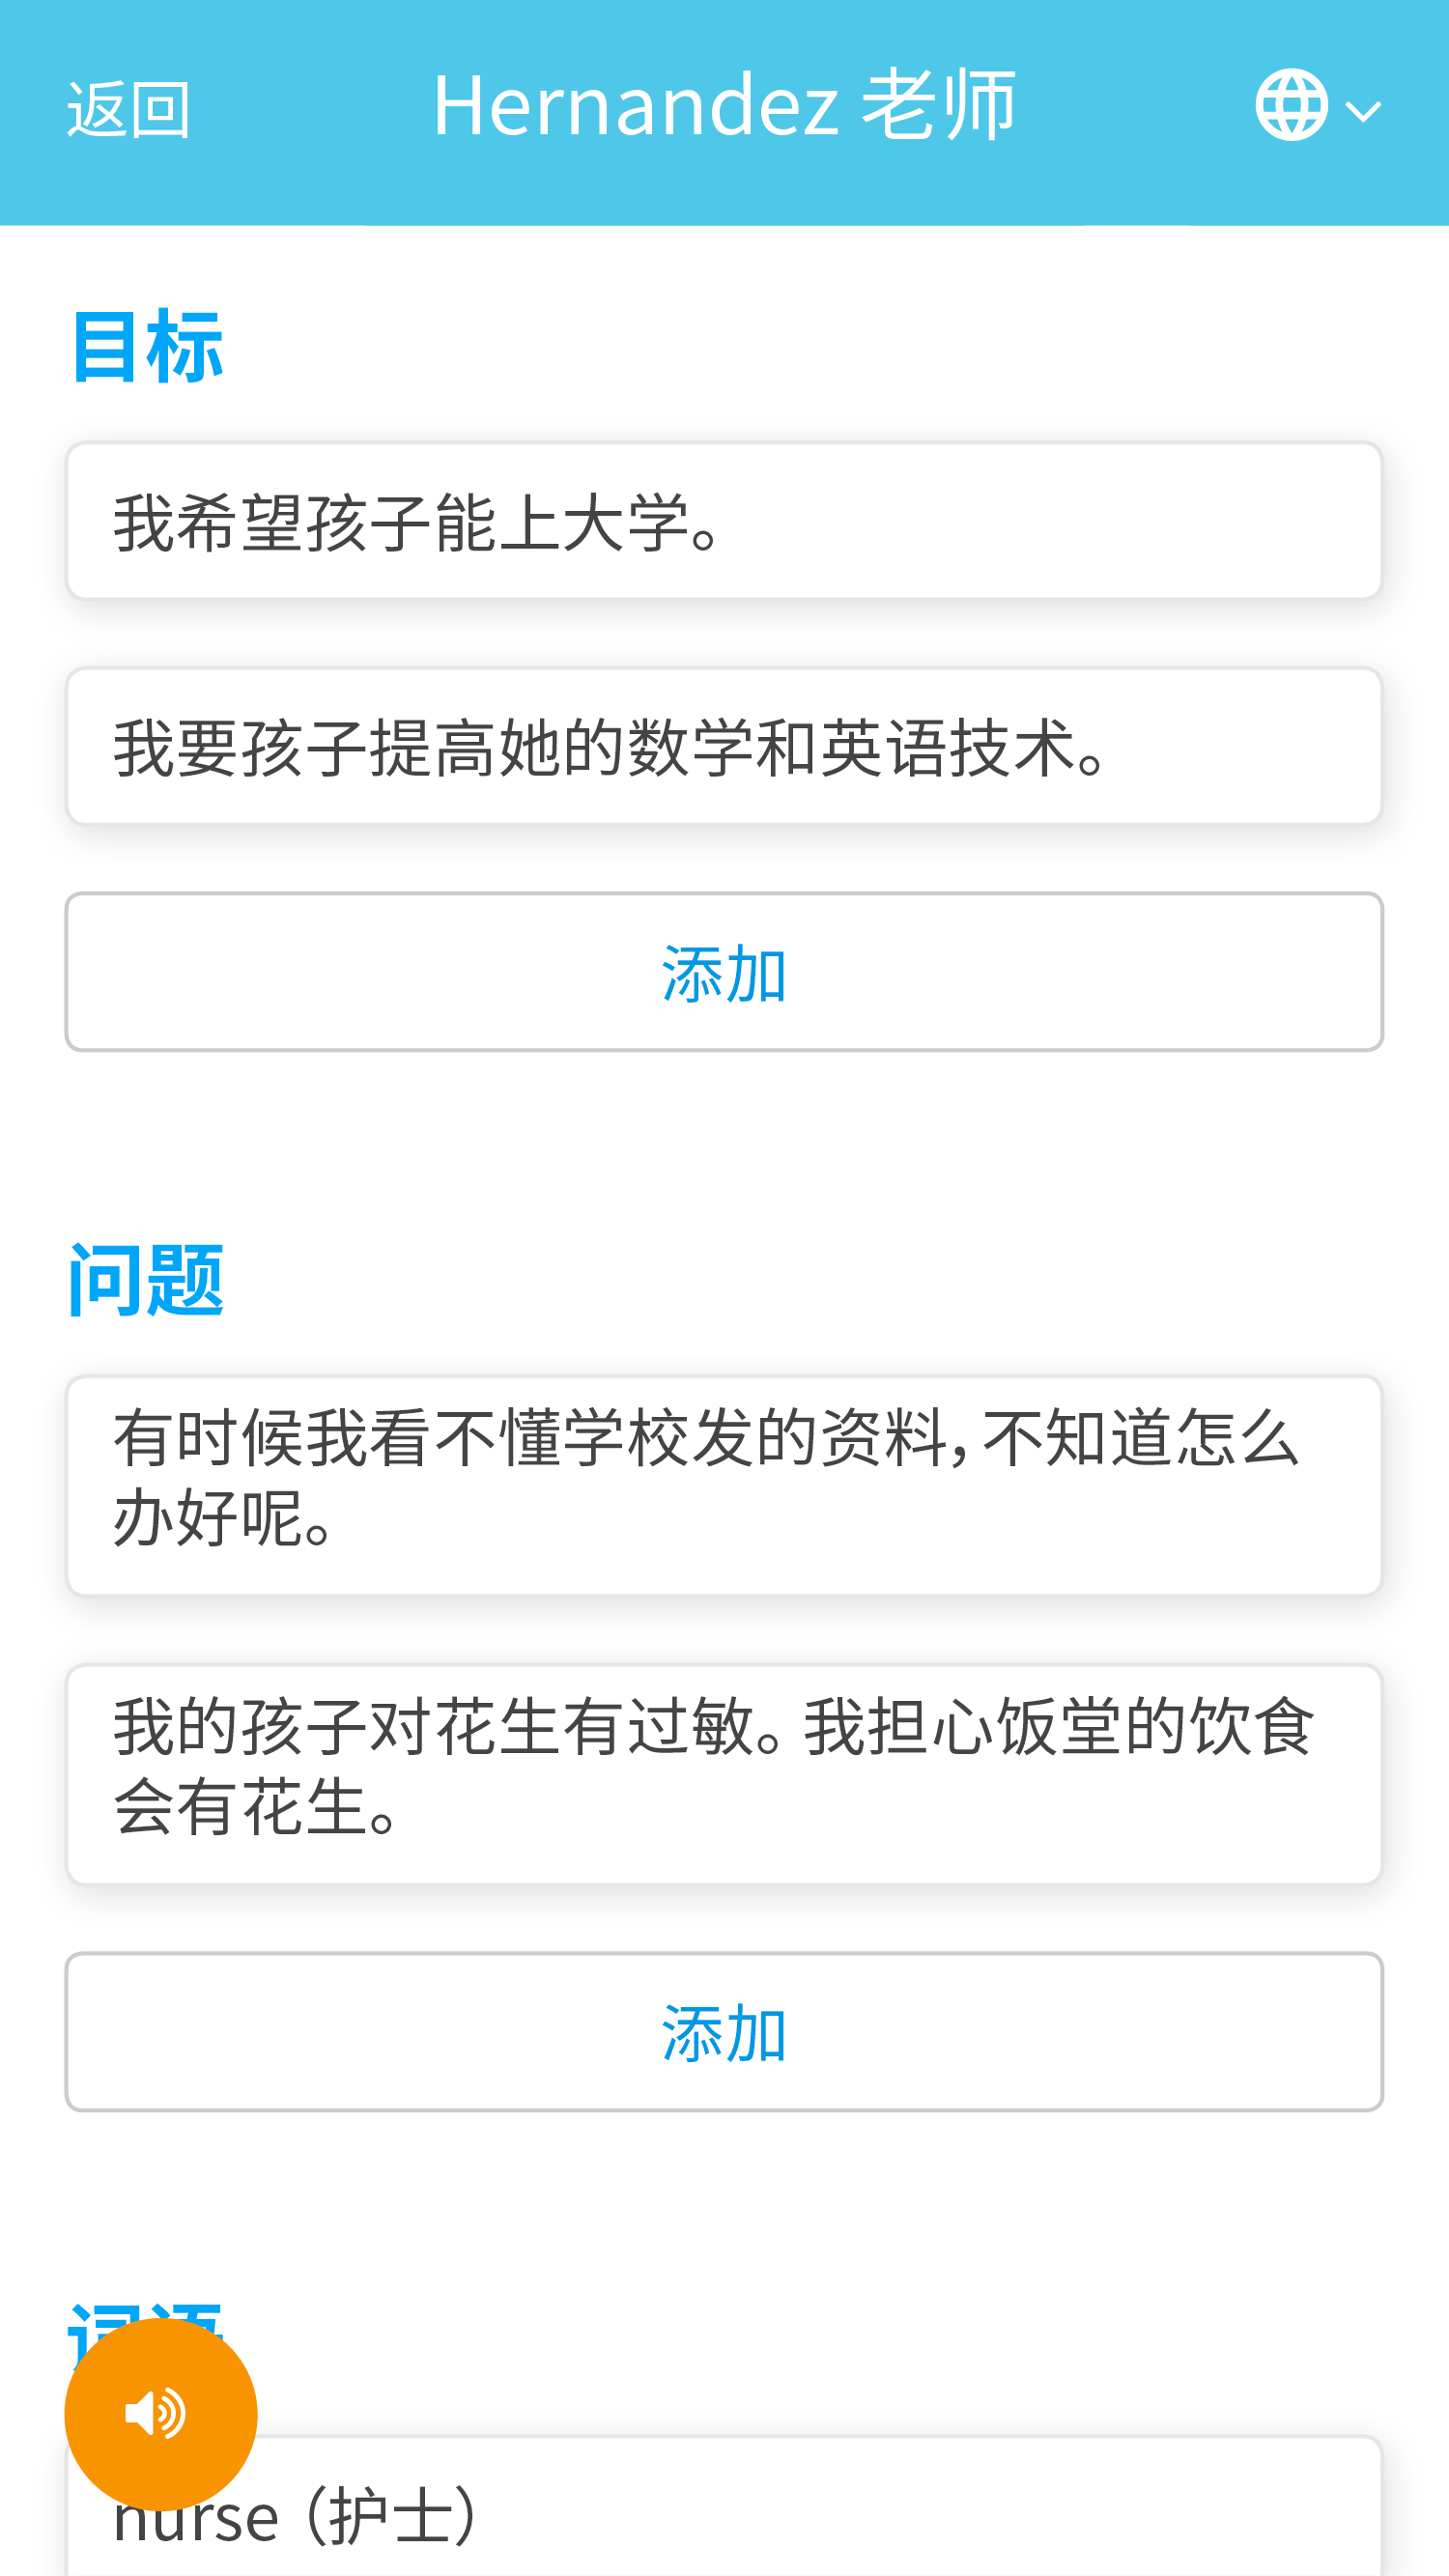 返回
Hernandez 老师
目标
我希望孩子能上大学。
我要孩子提高她的数学和英语技术。
添加
问题
有时候我看不懂学校发的资料，不知道怎么
办好呢。
我的孩子对花生有过敏。我担心饭堂的饮食
会有花生。
添加
词语
nurse （护士）